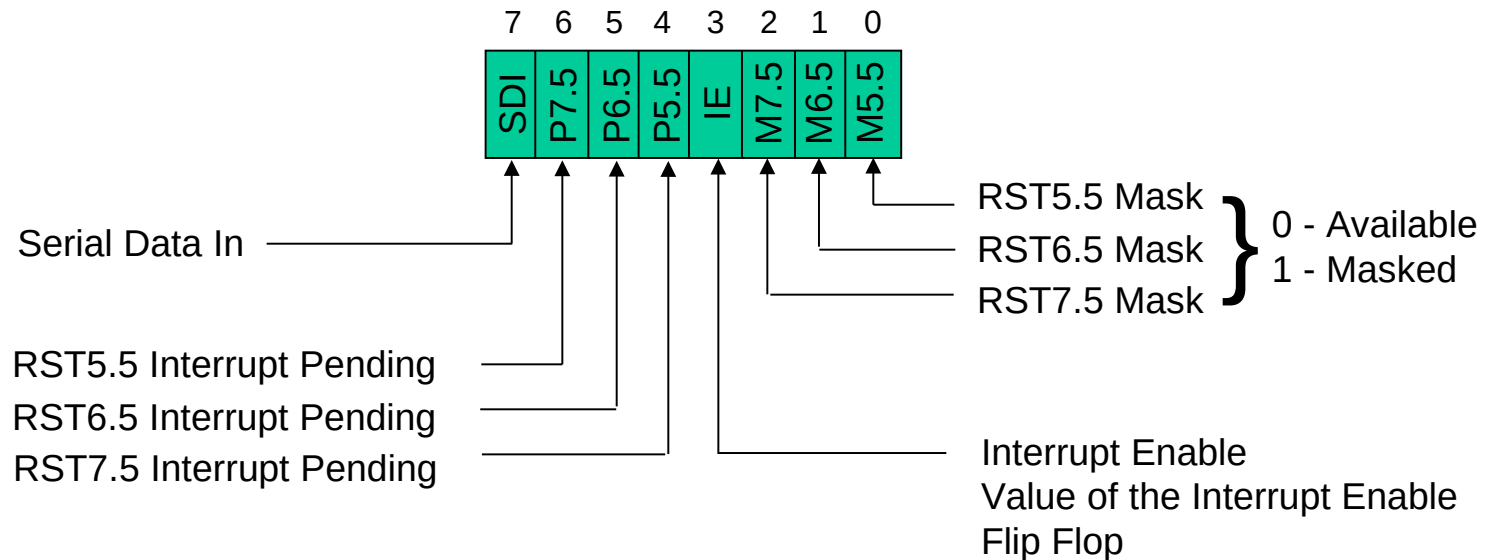 7 6 5 4 3 2 1 0
SDI P7.5 P6.5 P5.5 IE M7.5 M6.5 M5.5
Serial Data In
RST5.5 Interrupt Pending
RST6.5 Interrupt Pending
RST7.5 Interrupt Pending
RST5.5 Mask
RST6.5 Mask
RST7.5 Mask
}
0 - Available
1 - Masked
Interrupt Enable
Value of the Interrupt Enable
Flip Flop